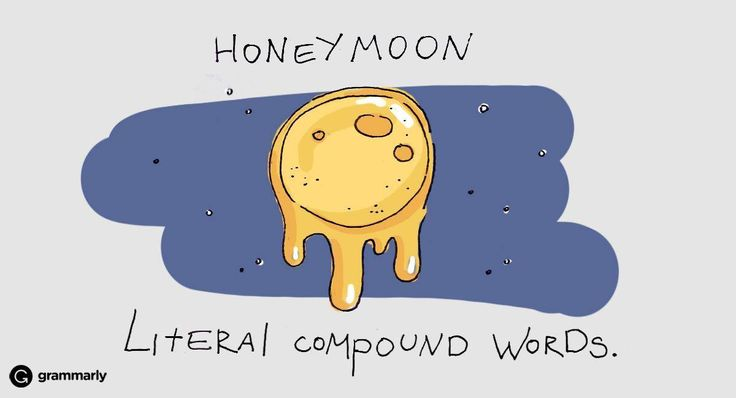 HONEYMOON
LITERAL COMPOUND WORDS.
G grammarly